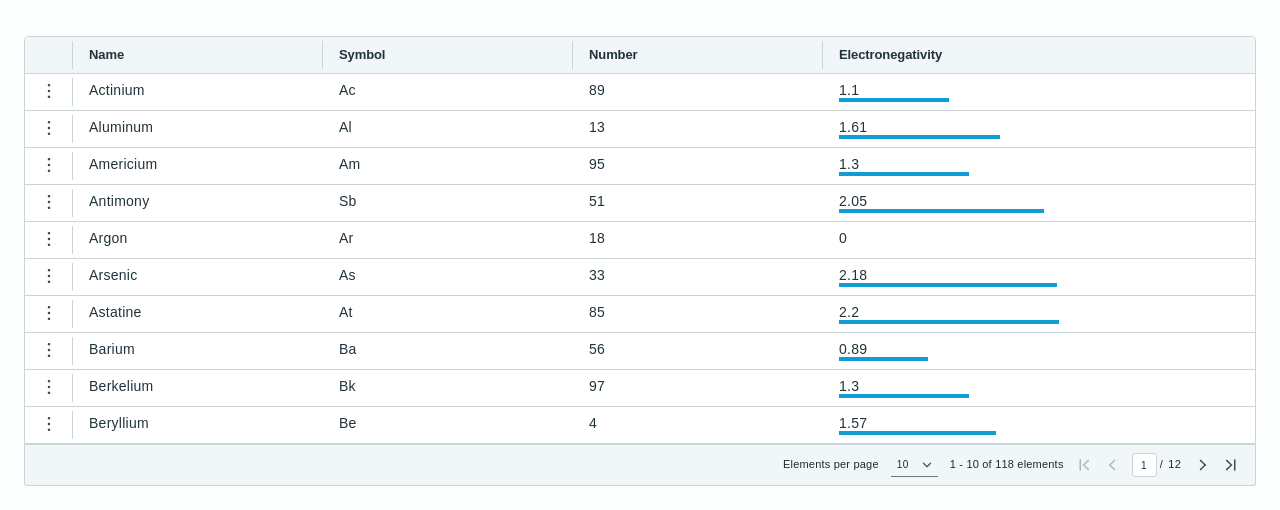 Name Symbol Number Electronegativity
Actinium Ac 89 1.1
Aluminum Al 13 1.61
Americium Am 95 1.3
Antimony Sb 51 2.05
Argon Ar 18 0
Arsenic As 33 2.18
Astatine At 85 2.2
Barium Ba 56 0.89
Berkelium Bk 97 1.3
Beryllium Be 4 1.57
Elements per page 10 1 - 10 of 118 elements 1 / 12